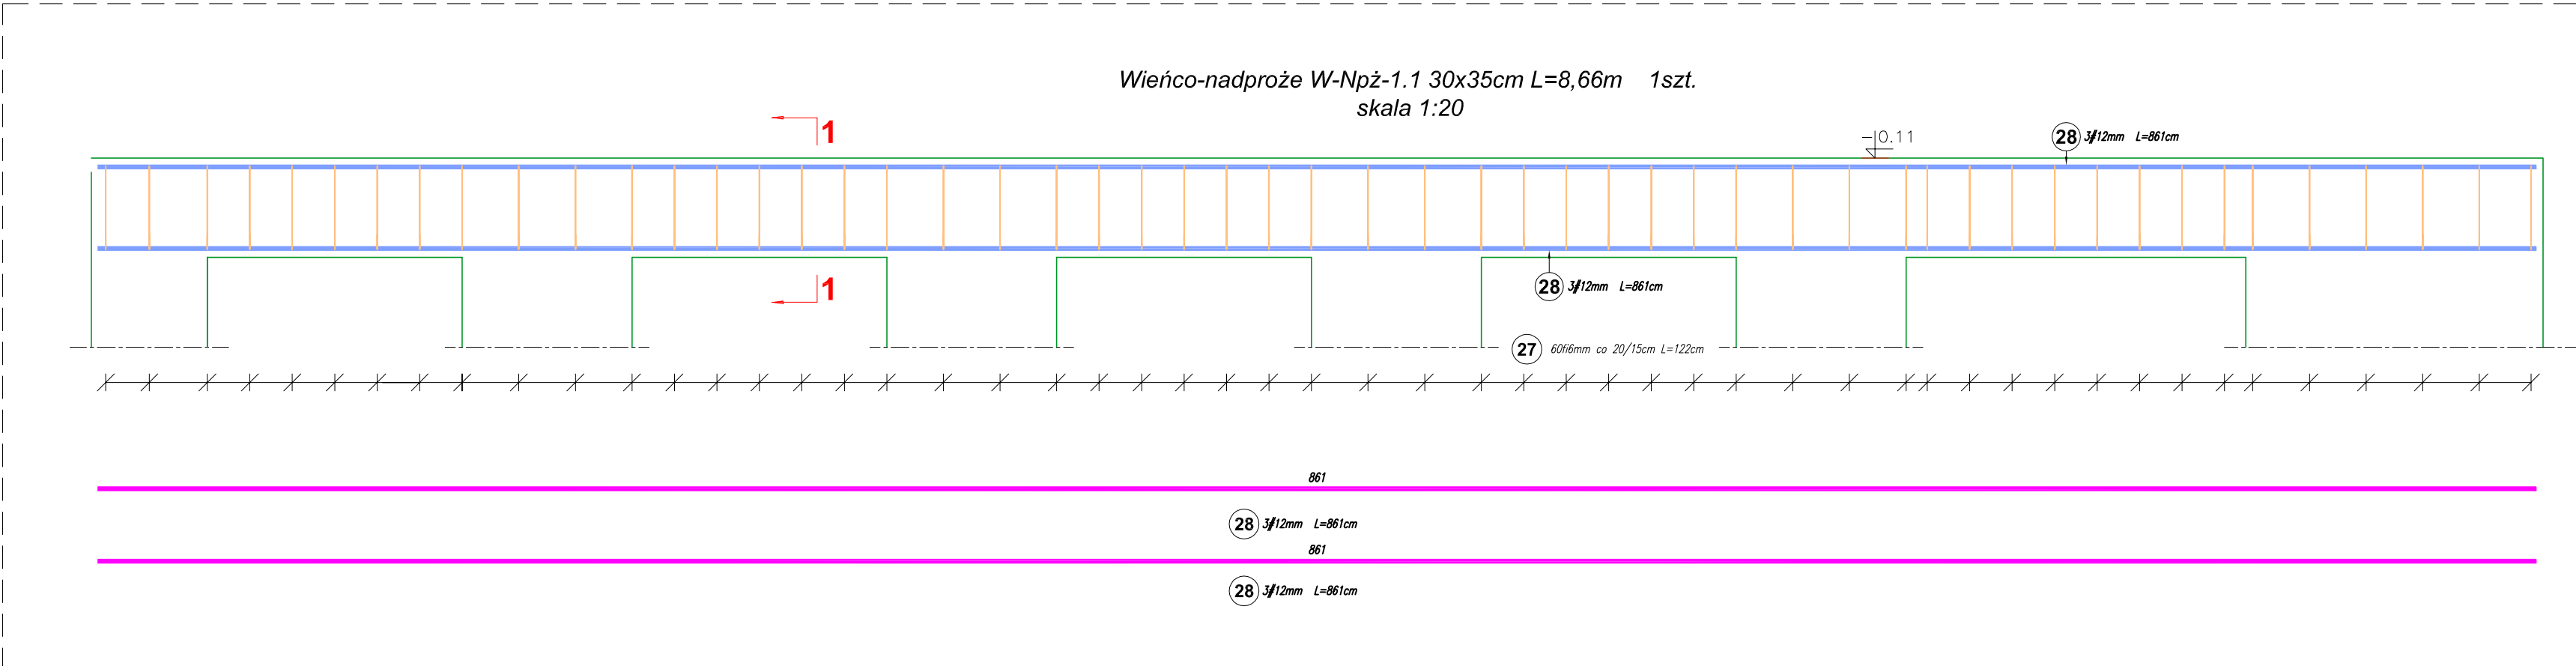 Wieńco-nadproże W-Npż-1.1 30x35cm L=8,66m 1szt.
skala 1:20
1
-0.11
28 3#12mm L=861cm
1
28 3#12mm L=861cm
27 60fi6mm co 20/15cm L=122cm
861
28 3#12mm L=861cm
861
28 3#12mm L=861cm